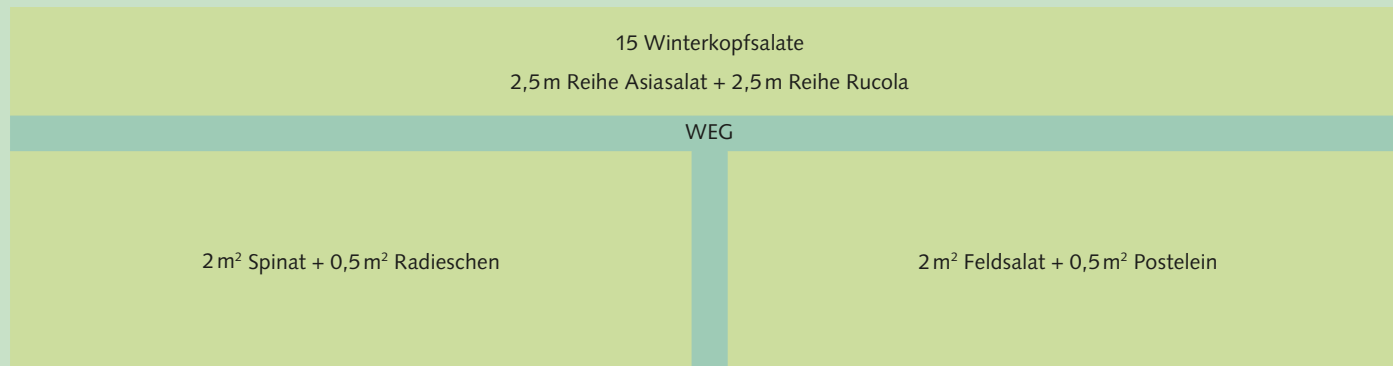 15 Winterkopfsalate
2,5 m Reihe Asiasalat + 2,5 m Reihe Rucola
WEG
2 m² Spinat + 0,5 m² Radieschen
2 m² Feldsalat + 0,5 m² Postelein